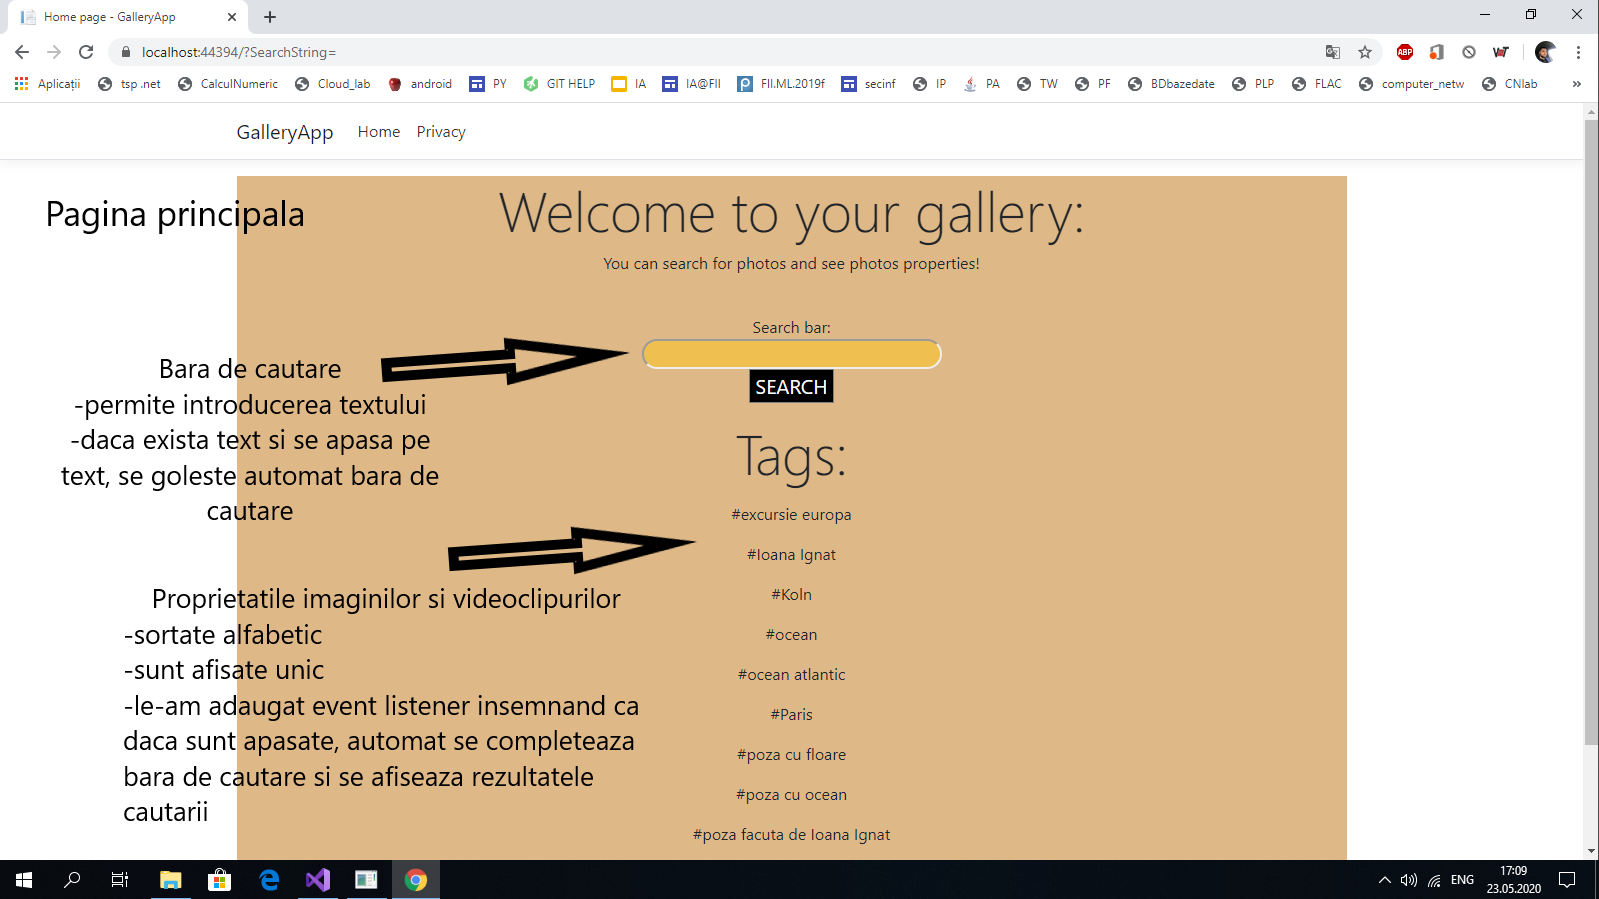 Home page - GalleryApp
localhost:44394/?SearchString=
ABP
Aplicații tsp .net CalculNumeric Cloud_lab android PY GIT HELP IA IA@FII FII.ML.2019f secinf IP PA TW PF BDbazedate PLP FLAC computer_netw CNlab »
GalleryApp Home Privacy
Pagina principala
Welcome to your gallery:
You can search for photos and see photos properties!
Search bar:
SEARCH
Bara de cautare
-permite introducerea textului
-daca exista text si se apasa pe
text, se goleste automat bara de
cautare
Tags:
#excursie europa
#Ioana Ignat
#Koln
#ocean
#ocean atlantic
#Paris
#poza cu floare
#poza cu ocean
#poza facuta de Ioana Ignat
Proprietatile imaginilor si videoclipurilor
-sortate alfabetic
-sunt afisate unic
-le-am adaugat event listener insemnand ca
daca sunt apasate, automat se completeaza
bara de cautare si se afiseaza rezultatele
cautarii
ENG
17:09
23.05.2020